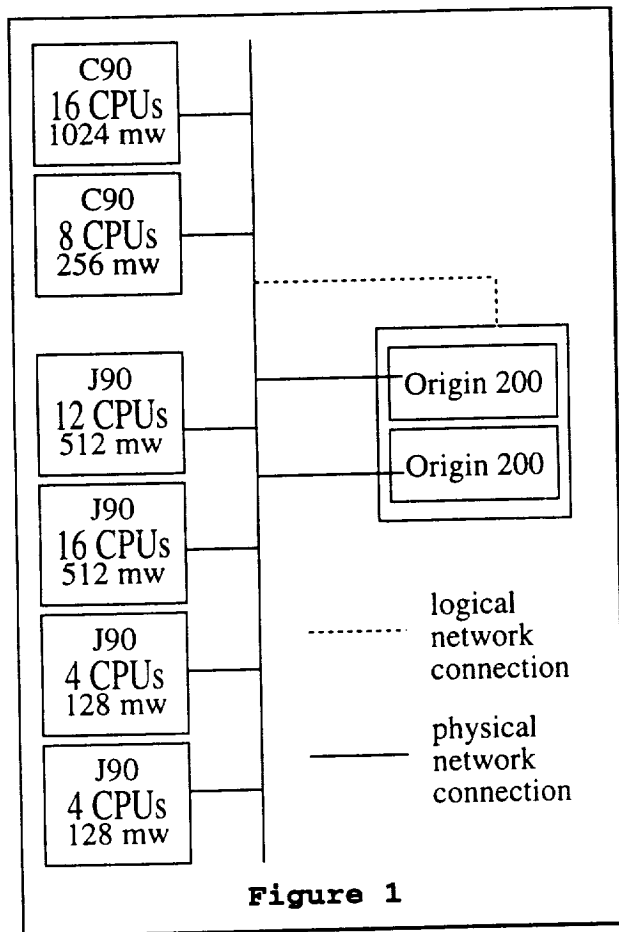 C90
16 CPUs
1024 mw
C90
8 CPUs
256 mw
J90
12 CPUs
512 mw
J90
16 CPUs
512 mw
J90
4 CPUs
128 mw
J90
4 CPUs
128 mw
Origin 200
Origin 200
logical
network
connection
physical
network
connection
Figure 1